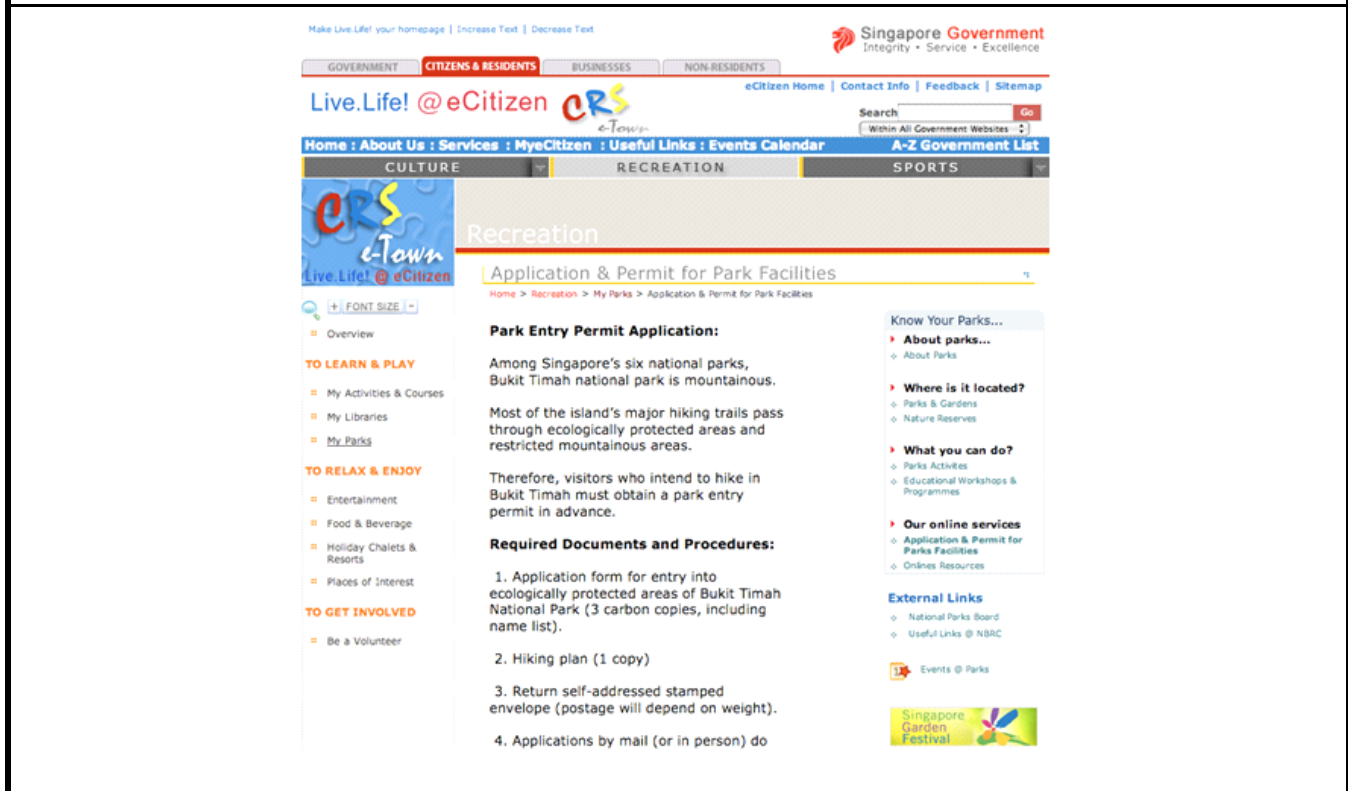 Make Live.Life! your homepage | Increase Text | Decrease Text
Singapore Government
Integrity • Service • Excellence
GOVERNMENT CITIZENS & RESIDENTS BUSINESSES NON-RESIDENTS
eCitizen Home | Contact Info | Feedback | Sitemap
Live.Life! @ eCitizen CRS
e-Town
Search Go
Within All Government Websites
Home : About Us : Services : MyeCitizen : Useful Links : Events Calendar A-Z Government List
CULTURE RECREATION SPORTS
CRS
e-Town
Live.Life! @ eCitizen
Recreation
Application & Permit for Park Facilities
Home > Recreation > My Parks > Application & Permit for Park Facilities
+ FONT SIZE -
Overview
TO LEARN & PLAY
My Activities & Courses
My Libraries
My Parks
TO RELAX & ENJOY
Entertainment
Food & Beverage
Holiday Chalets &
Resorts
Places of Interest
TO GET INVOLVED
Be a Volunteer
Park Entry Permit Application:
Among Singapore's six national parks,
Bukit Timah national park is mountainous.
Most of the island's major hiking trails pass
through ecologically protected areas and
restricted mountainous areas.
Therefore, visitors who intend to hike in
Bukit Timah must obtain a park entry
permit in advance.
Required Documents and Procedures:
1. Application form for entry into
ecologically protected areas of Bukit Timah
National Park (3 carbon copies, including
name list).
2. Hiking plan (1 copy)
3. Return self-addressed stamped
envelope (postage will depend on weight).
4. Applications by mail (or in person) do
Know Your Parks...
About parks...
About Parks
Where is it located?
Parks & Gardens
Nature Reserves
What you can do?
Parks Activites
Educational Workshops &
Programmes
Our online services
Application & Permit for
Parks Facilities
Onlines Resources
External Links
National Parks Board
Useful Links @ NBRC
Events @ Parks
Singapore
Garden
Festival